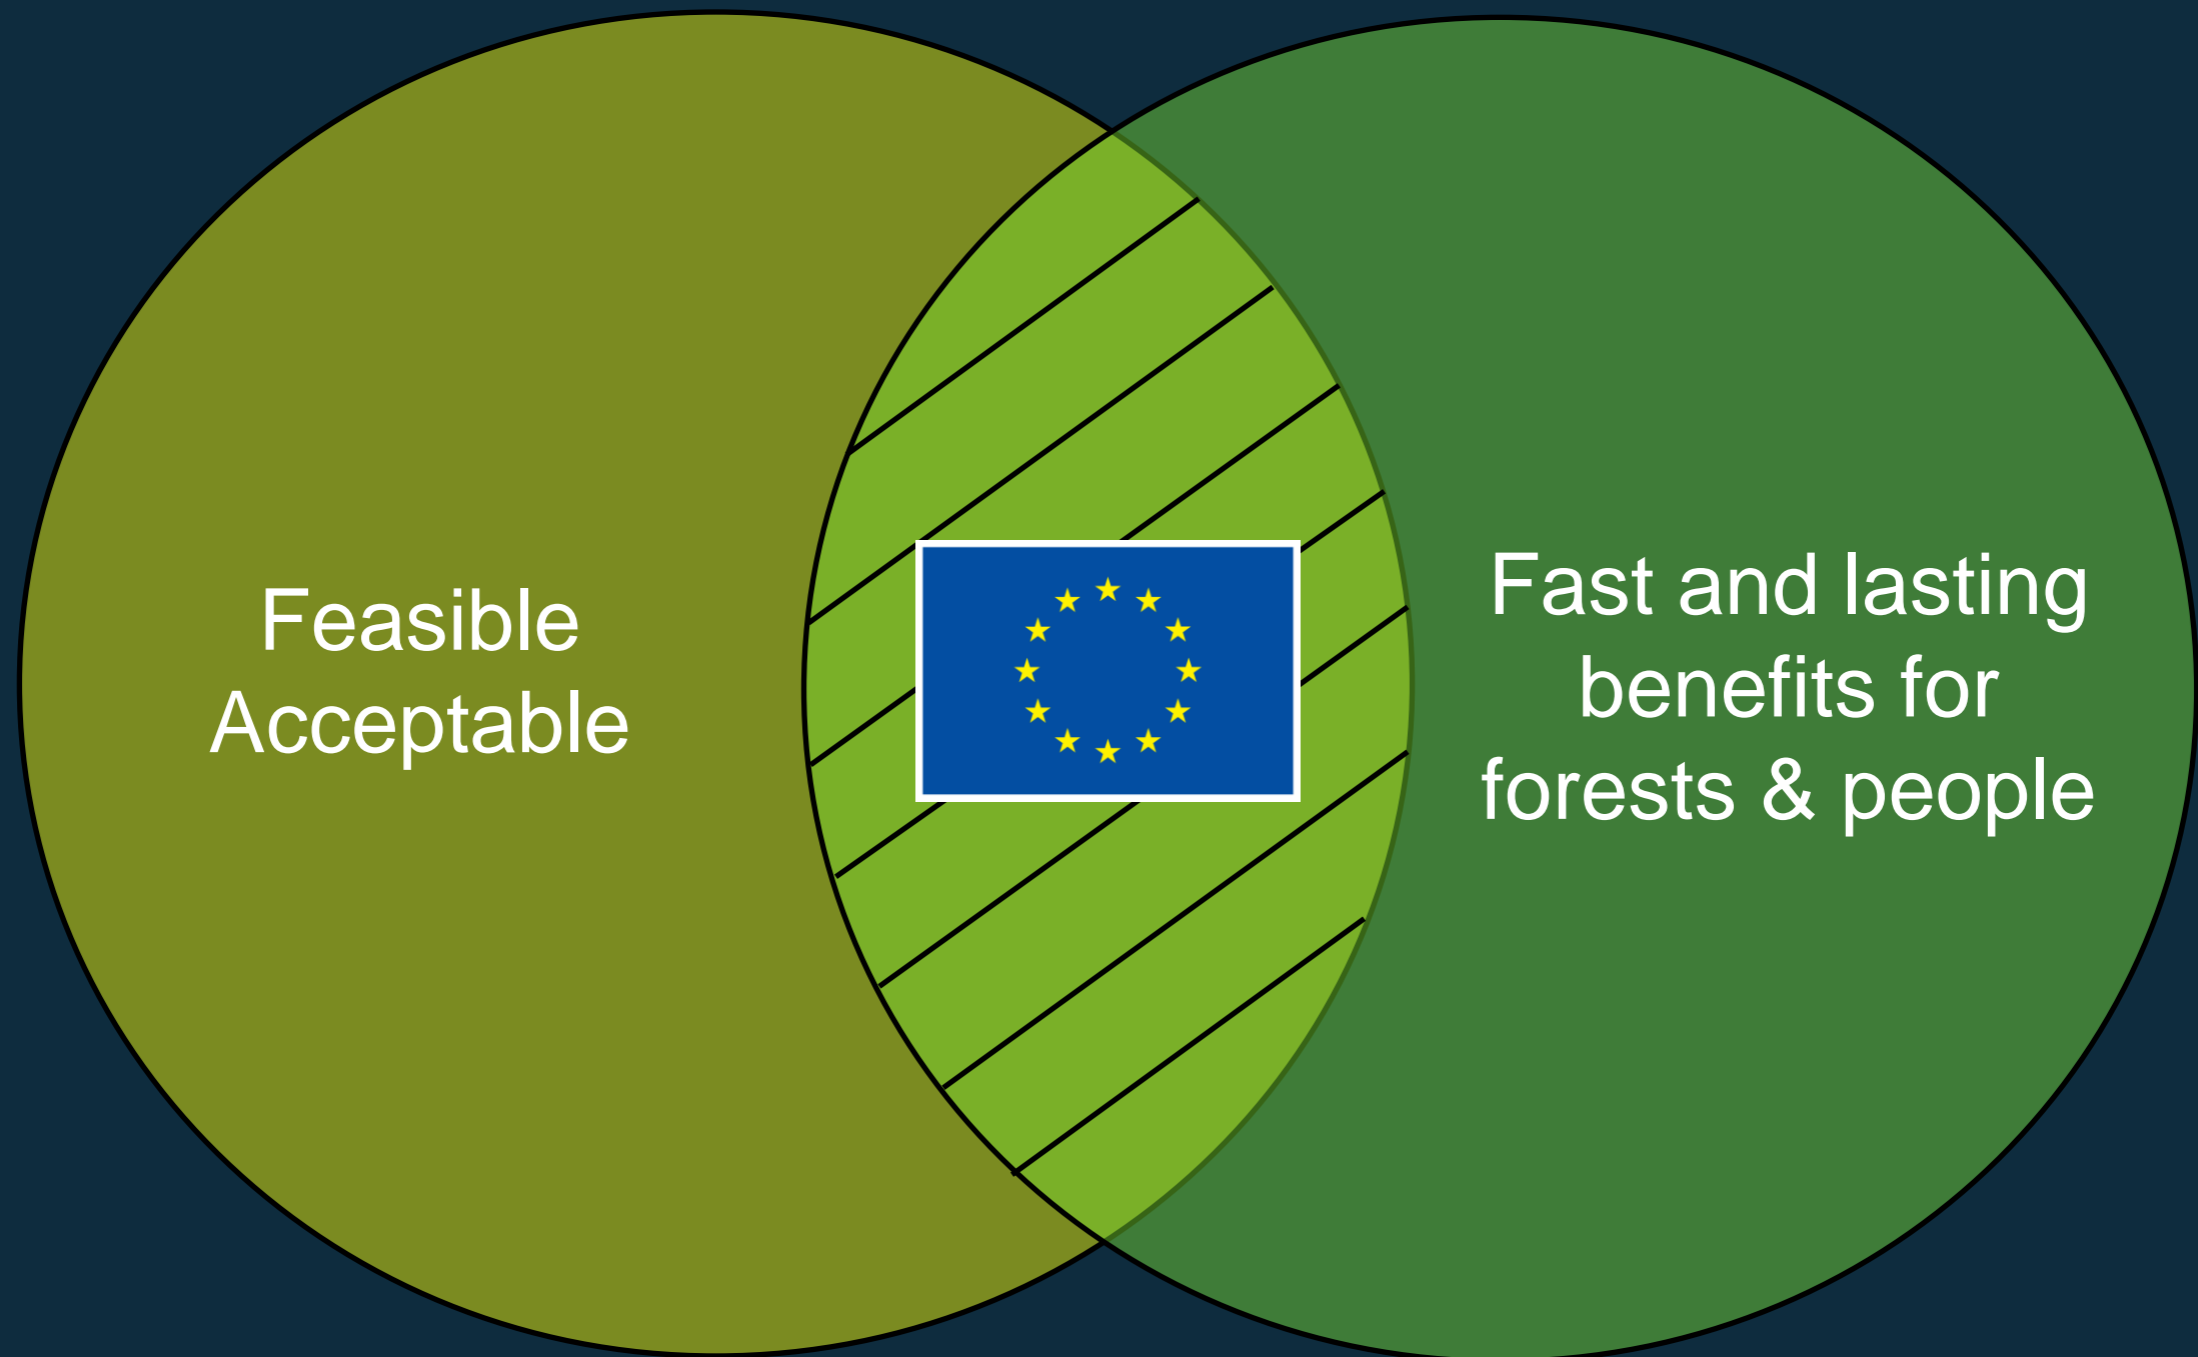 Feasible
Acceptable
Fast and lasting
benefits for
forests & people